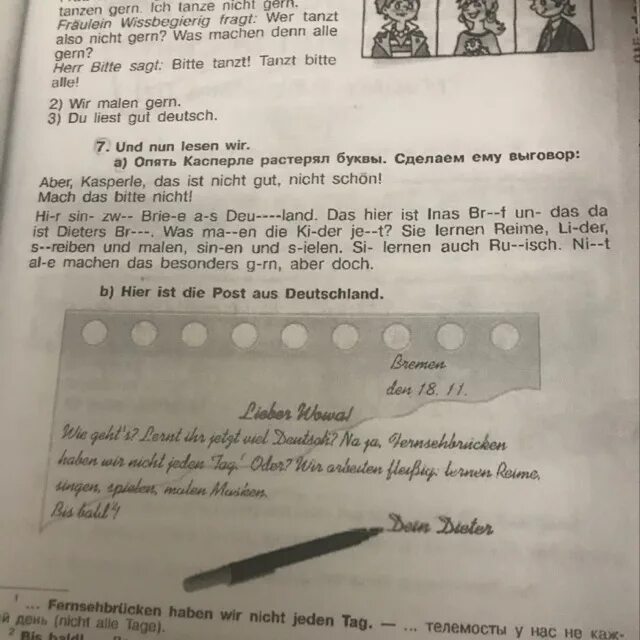 tanzen gern. Ich tanze nicht gern.
Fräulein Wissbegierig fragt: Wer tanzt
also nicht gern? Was machen denn alle
gern?
Herr Bitte sagt: Bitte tanzt! Tanzt bitte
alle!
2) Wir malen gern.
3) Du liest gut deutsch.
7. Und nun lesen wir.
a) Опять Касперле растерял буквы. Сделаем ему выговор:
Aber, Kasperle, das ist nicht gut, nicht schön!
Mach das bitte nicht!
Hi-r sin- zw-- Brie-e a-s Deu----land. Das hier ist Inas Br--f un- das da
ist Dieters Br---. Was ma--en die Ki-der je--t? Sie lernen Reime, Li-der,
s--reiben und malen, sin-en und s-ielen. Si- lernen auch Ru--isch. Ni--t
al-e machen das besonders g-rn, aber doch.
b) Hier ist die Post aus Deutschland.
Bremen
den 18. 11.
Lieber Wowa!
Wie geht's? Lernt ihr jetzt viel Deutsch? Na ja, Fernsehbrücken
haben wir nicht jeden Tag.¹ Oder? Wir arbeiten fleißig: lernen Reime,
singen, spielen, malen Masken.
Bis bald²!
Dein Dieter
¹ ... Fernsehbrücken haben wir nicht jeden Tag. — ... телемосты у нас не каж-
й день (nicht alle Tage).
² Bis bald!